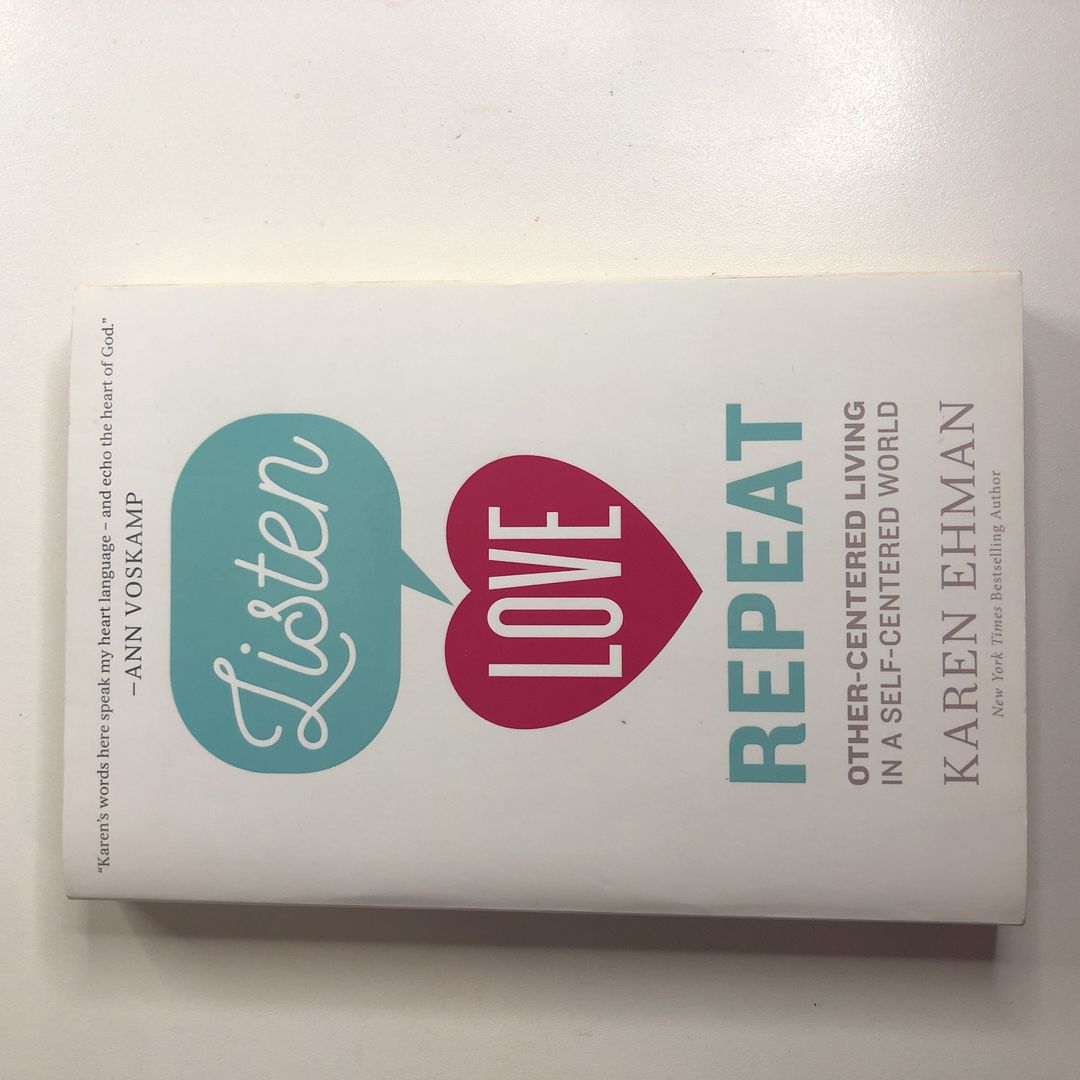 “Karen’s words here speak my heart language – and echo the heart of God.”
–ANN VOSKAMP
Listen
LOVE
REPEAT
OTHER-CENTERED LIVING
IN A SELF-CENTERED WORLD
KAREN EHMAN
New York Times Bestselling Author